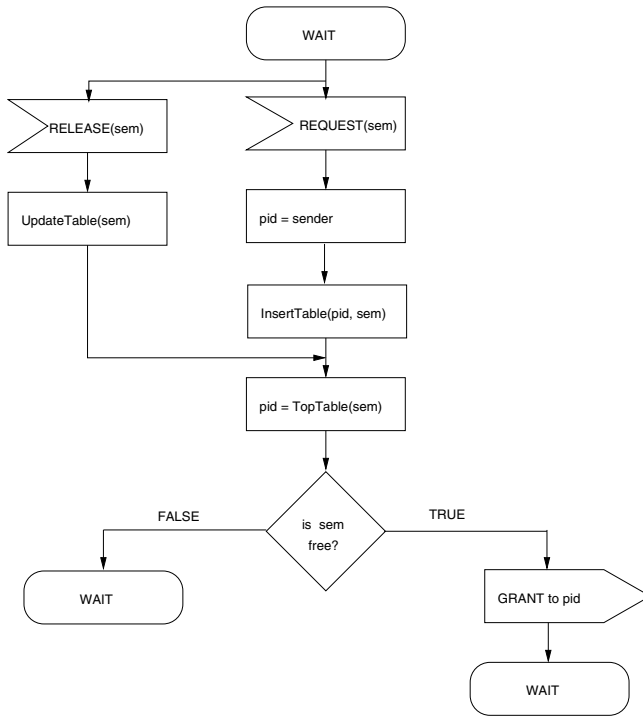 WAIT
RELEASE(sem)
REQUEST(sem)
UpdateTable(sem)
pid = sender
InsertTable(pid, sem)
pid = TopTable(sem)
FALSE
is sem
free?
TRUE
WAIT
GRANT to pid
WAIT